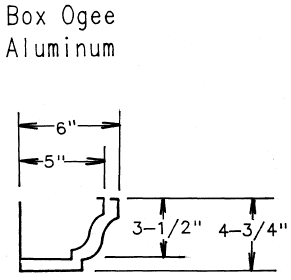 Box Ogee
Aluminum
6"
5"
3-1/2"
4-3/4"